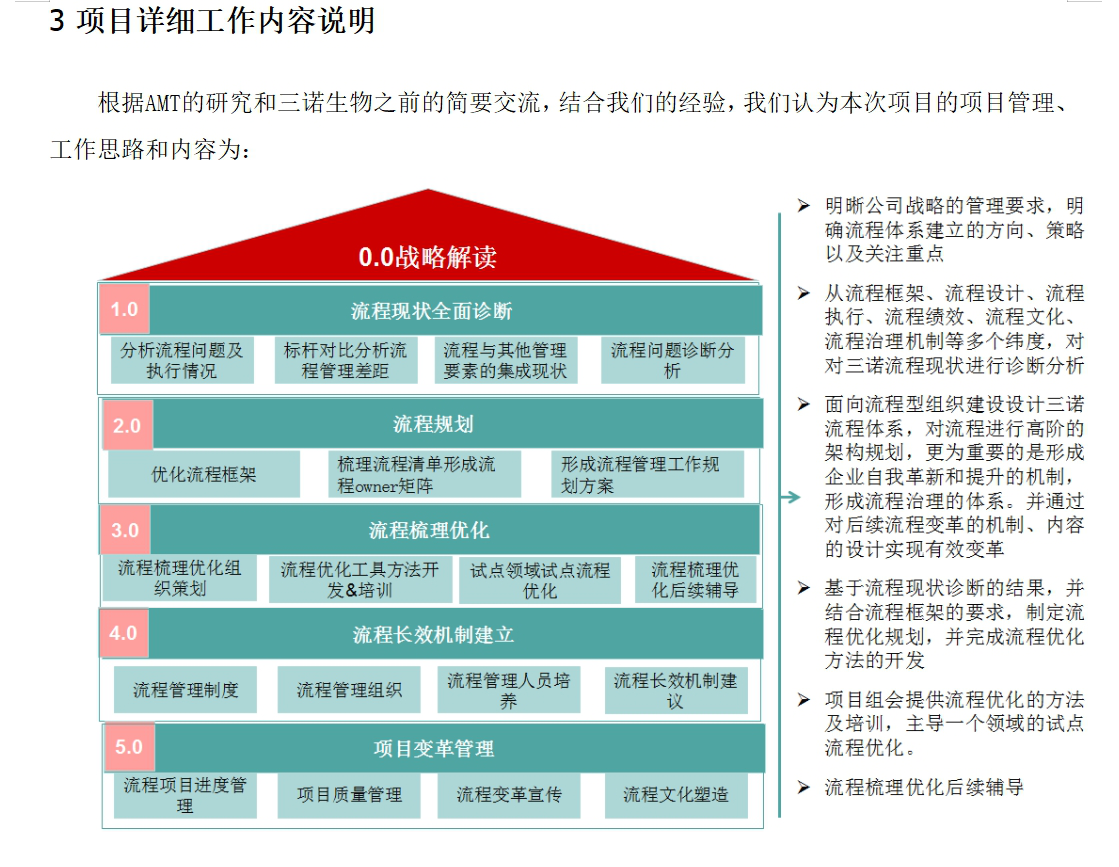 3 项目详细工作内容说明
根据AMT的研究和三诺生物之前的简要交流，结合我们的经验，我们认为本次项目的项目管理、
工作思路和内容为：
0.0战略解读
1.0
流程现状全面诊断
分析流程问题及
执行情况
标杆对比分析流
程管理差距
流程与其他管理
要素的集成现状
流程问题诊断分
析
2.0
流程规划
优化流程框架
梳理流程清单形成流
程owner矩阵
形成流程管理工作规
划方案
3.0
流程梳理优化
流程梳理优化组
织策划
流程优化工具方法开
发&培训
试点领域试点流程
优化
流程梳理优
化后续辅导
4.0
流程长效机制建立
流程管理制度
流程管理组织
流程管理人员培
养
流程长效机制建
议
5.0
项目变革管理
流程项目进度管
理
项目质量管理
流程变革宣传
流程文化塑造
➢ 明晰公司战略的管理要求，明
确流程体系建立的方向、策略
以及关注重点
➢ 从流程框架、流程设计、流程
执行、流程绩效、流程文化、
流程治理机制等多个纬度，对
对三诺流程现状进行诊断分析
➢ 面向流程型组织建设设计三诺
流程体系，对流程进行高阶的
架构规划，更为重要的是形成
企业自我革新和提升的机制，
形成流程治理的体系。并通过
对后续流程变革的机制、内容
的设计实现有效变革
➢ 基于流程现状诊断的结果，并
结合流程框架的要求，制定流
程优化规划，并完成流程优化
方法的开发
➢ 项目组会提供流程优化的方法
及培训，主导一个领域的试点
流程优化。
➢ 流程梳理优化后续辅导